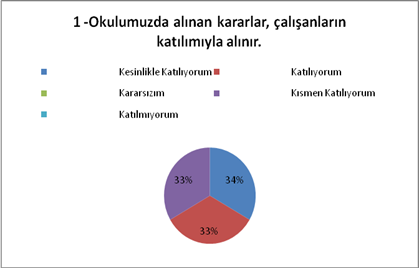 1 -Okulumuzda alınan kararlar, çalışanların
katılımıyla alınır.
Kesinlikle Katılıyorum
Katılıyorum
Kararsızım
Kısmen Katılıyorum
Katılmıyorum
33%
34%
33%